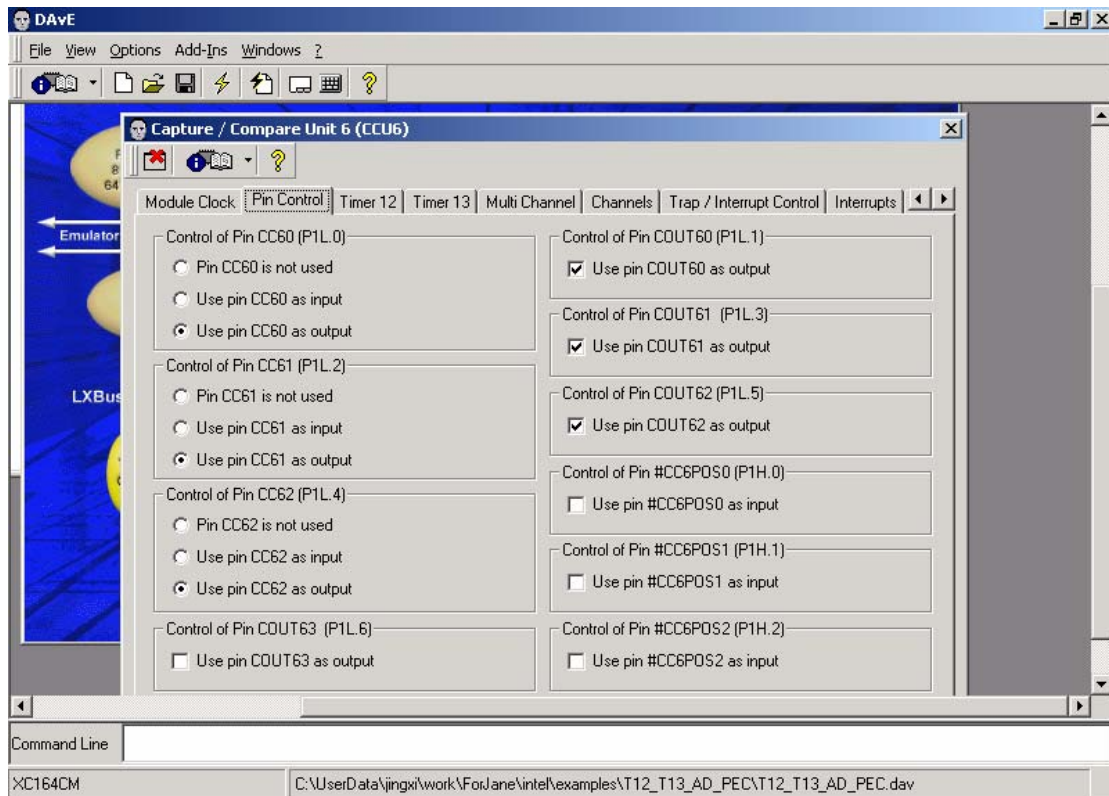 DAvE
File View Options Add-Ins Windows ?
Capture / Compare Unit 6 (CCU6)
8
64
Emulator
LXBus
Module Clock Pin Control Timer 12 Timer 13 Multi Channel Channels Trap / Interrupt Control Interrupts
Control of Pin CC60 (P1L.0)
Pin CC60 is not used
Use pin CC60 as input
Use pin CC60 as output
Control of Pin CC61 (P1L.2)
Pin CC61 is not used
Use pin CC61 as input
Use pin CC61 as output
Control of Pin CC62 (P1L.4)
Pin CC62 is not used
Use pin CC62 as input
Use pin CC62 as output
Control of Pin COUT63 (P1L.6)
Use pin COUT63 as output
Control of Pin COUT60 (P1L.1)
Use pin COUT60 as output
Control of Pin COUT61 (P1L.3)
Use pin COUT61 as output
Control of Pin COUT62 (P1L.5)
Use pin COUT62 as output
Control of Pin #CC6POS0 (P1H.0)
Use pin #CC6POS0 as input
Control of Pin #CC6POS1 (P1H.1)
Use pin #CC6POS1 as input
Control of Pin #CC6POS2 (P1H.2)
Use pin #CC6POS2 as input
Command Line
XC164CM C:\UserData\jingxi\work\ForJane\intel\examples\T12_T13_AD_PEC\T12_T13_AD_PEC.dav